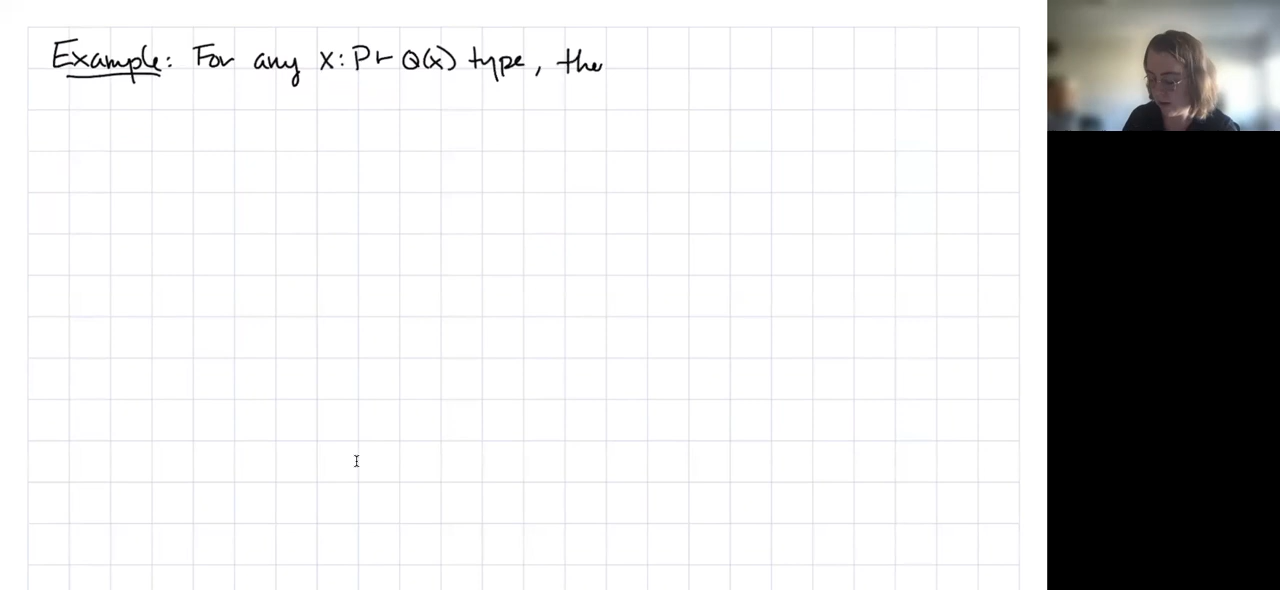 Example: For any x: P ⊢ Q(x) type, the